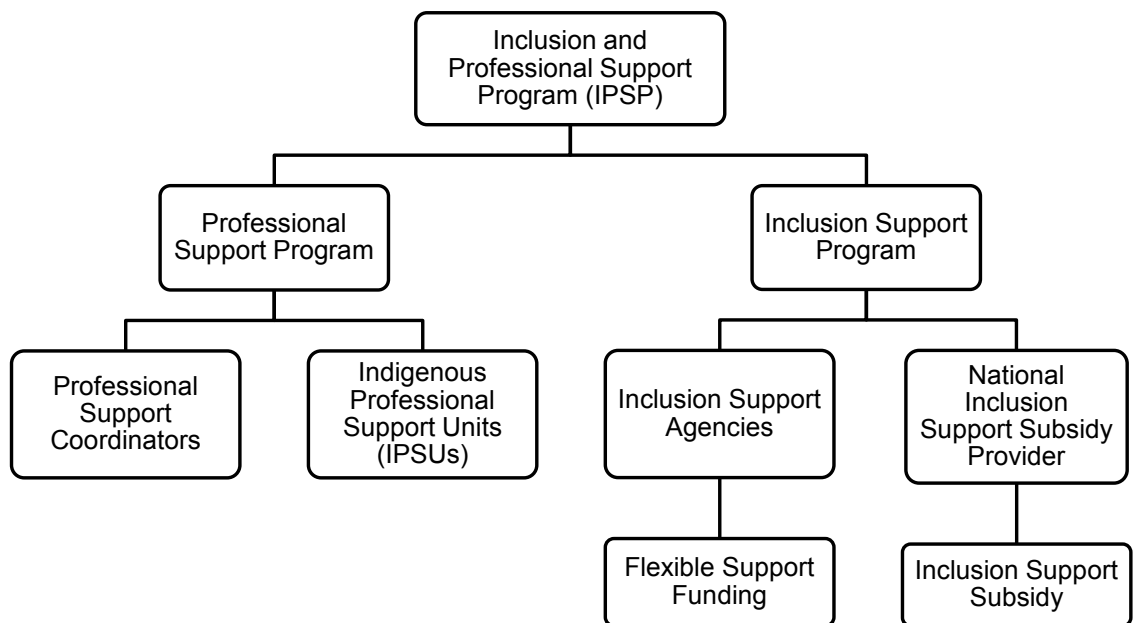 Inclusion and
Professional Support
Program (IPSP)
Professional
Support Program
Inclusion Support
Program
Professional
Support
Coordinators
Indigenous
Professional
Support Units
(IPSUs)
Inclusion Support
Agencies
National
Inclusion
Support Subsidy
Provider
Flexible Support
Funding
Inclusion Support
Subsidy